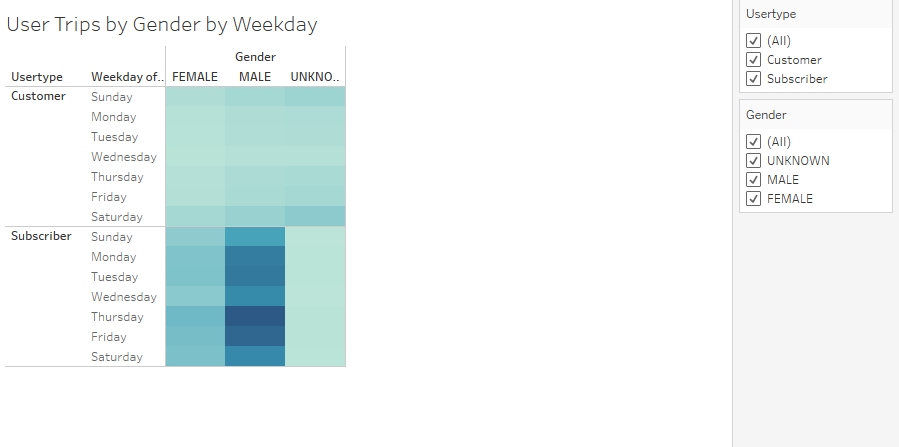 User Trips by Gender by Weekday
Gender
Usertype Weekday of.. FEMALE MALE UNKNO..
Customer Sunday
Monday
Tuesday
Wednesday
Thursday
Friday
Saturday
Subscriber Sunday
Monday
Tuesday
Wednesday
Thursday
Friday
Saturday
Usertype
(All)
Customer
Subscriber
Gender
(All)
UNKNOWN
MALE
FEMALE